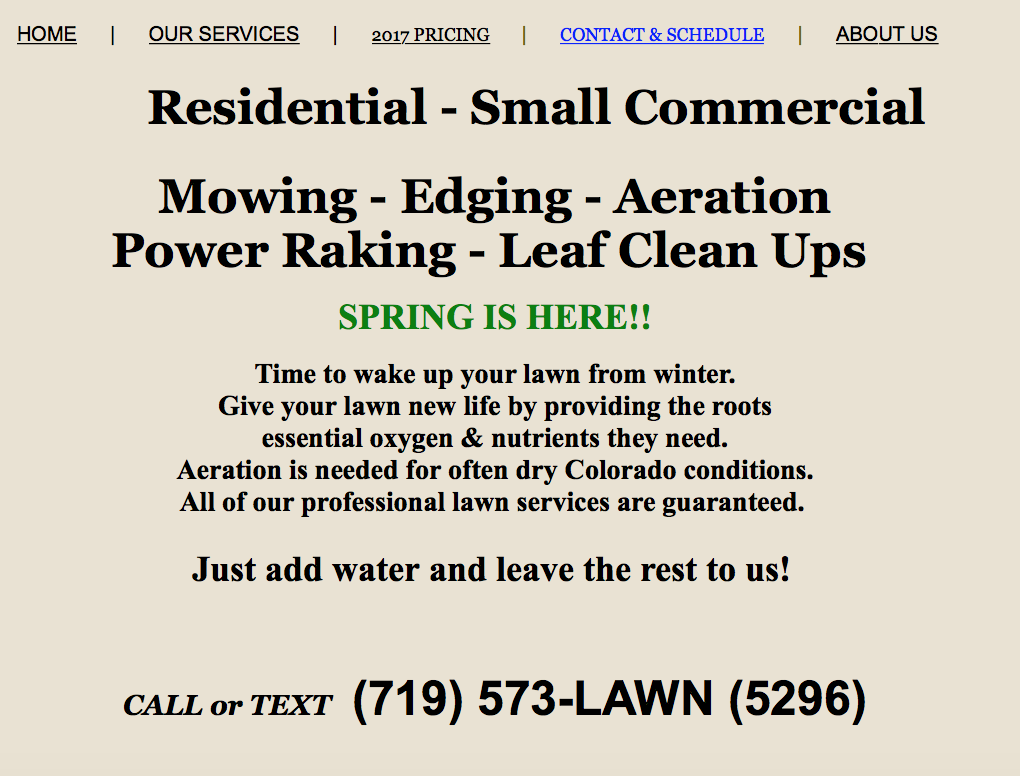 HOME | OUR SERVICES | 2017 PRICING | CONTACT & SCHEDULE | ABOUT US
Residential - Small Commercial
Mowing - Edging - Aeration
Power Raking - Leaf Clean Ups
SPRING IS HERE!!
Time to wake up your lawn from winter.
Give your lawn new life by providing the roots
essential oxygen & nutrients they need.
Aeration is needed for often dry Colorado conditions.
All of our professional lawn services are guaranteed.
Just add water and leave the rest to us!
CALL or TEXT (719) 573-LAWN (5296)